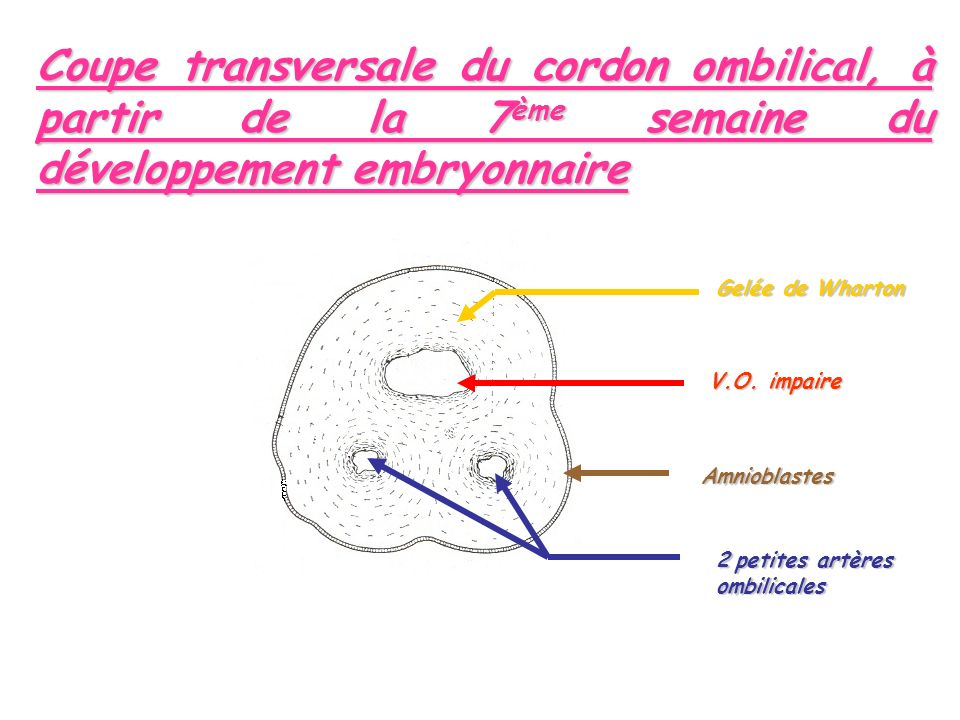 Coupe transversale du cordon ombilical, à
partir de la 7ème semaine du
développement embryonnaire
Gelée de Wharton
V.O. impaire
Amnioblastes
2 petites artères
ombilicales